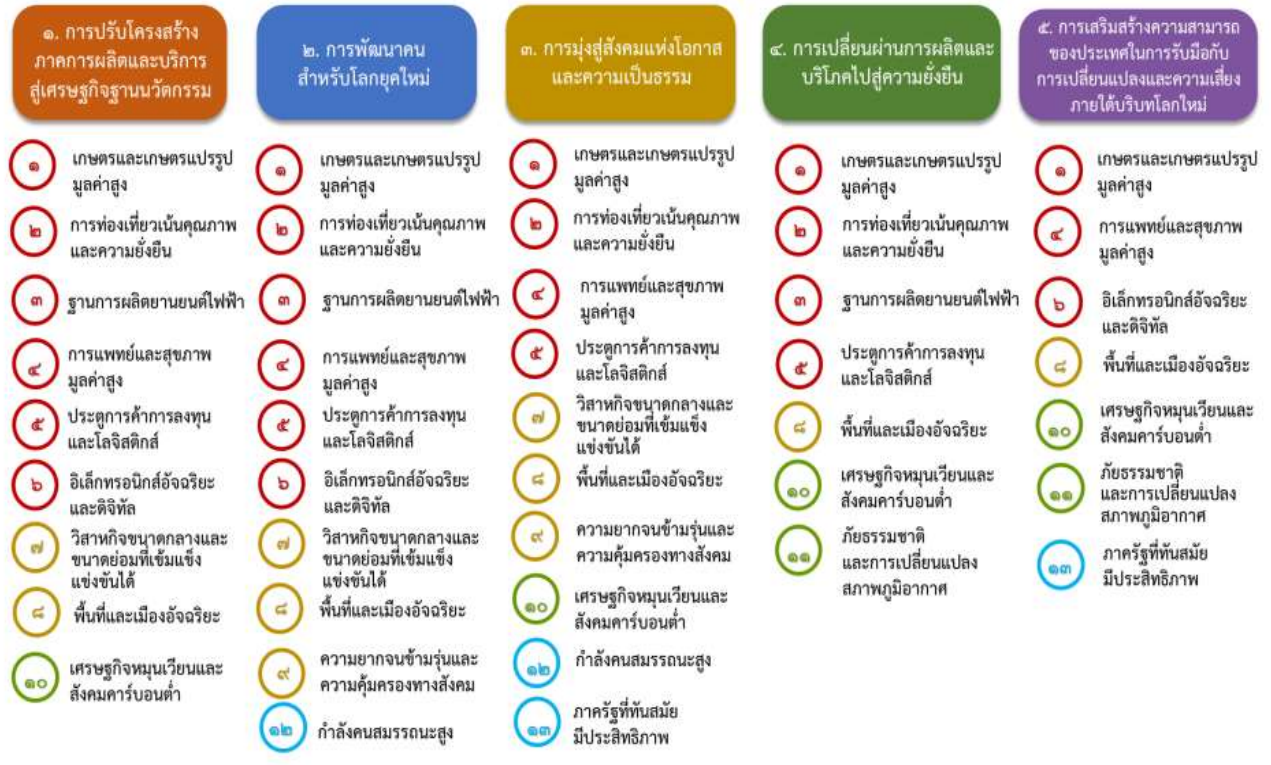 ๑. การปรับโครงสร้าง
ภาคการผลิตและบริการ
สู่เศรษฐกิจฐานนวัตกรรม
๑
เกษตรและเกษตรแปรรูป
มูลค่าสูง
๒
การท่องเที่ยวเน้นคุณภาพ
และความยั่งยืน
๓
ฐานการผลิตยานยนต์ไฟฟ้า
๔
การแพทย์และสุขภาพ
มูลค่าสูง
๕
ประตูการค้าการลงทุน
และโลจิสติกส์
๖
อิเล็กทรอนิกส์อัจฉริยะ
และดิจิทัล
๗
วิสาหกิจขนาดกลางและ
ขนาดย่อมที่เข้มแข็ง
แข่งขันได้
๘
พื้นที่และเมืองอัจฉริยะ
๑๐
เศรษฐกิจหมุนเวียนและ
สังคมคาร์บอนต่ำ
๒. การพัฒนาคน
สำหรับโลกยุคใหม่
๑
เกษตรและเกษตรแปรรูป
มูลค่าสูง
๒
การท่องเที่ยวเน้นคุณภาพ
และความยั่งยืน
๓
ฐานการผลิตยานยนต์ไฟฟ้า
๔
การแพทย์และสุขภาพ
มูลค่าสูง
๕
ประตูการค้าการลงทุน
และโลจิสติกส์
๖
อิเล็กทรอนิกส์อัจฉริยะ
และดิจิทัล
๗
วิสาหกิจขนาดกลางและ
ขนาดย่อมที่เข้มแข็ง
แข่งขันได้
๘
พื้นที่และเมืองอัจฉริยะ
๙
ความยากจนข้ามรุ่นและ
ความคุ้มครองทางสังคม
๑๒
กำลังคนสมรรถนะสูง
๓. การมุ่งสู่สังคมแห่งโอกาส
และความเป็นธรรม
๑
เกษตรและเกษตรแปรรูป
มูลค่าสูง
๒
การท่องเที่ยวเน้นคุณภาพ
และความยั่งยืน
๔
การแพทย์และสุขภาพ
มูลค่าสูง
๕
ประตูการค้าการลงทุน
และโลจิสติกส์
๗
วิสาหกิจขนาดกลางและ
ขนาดย่อมที่เข้มแข็ง
แข่งขันได้
๘
พื้นที่และเมืองอัจฉริยะ
๙
ความยากจนข้ามรุ่นและ
ความคุ้มครองทางสังคม
๑๐
เศรษฐกิจหมุนเวียนและ
สังคมคาร์บอนต่ำ
๑๒
กำลังคนสมรรถนะสูง
๑๓
ภาครัฐที่ทันสมัย
มีประสิทธิภาพ
๔. การเปลี่ยนผ่านการผลิตและ
บริโภคไปสู่ความยั่งยืน
๑
เกษตรและเกษตรแปรรูป
มูลค่าสูง
๒
การท่องเที่ยวเน้นคุณภาพ
และความยั่งยืน
๓
ฐานการผลิตยานยนต์ไฟฟ้า
๕
ประตูการค้าการลงทุน
และโลจิสติกส์
๘
พื้นที่และเมืองอัจฉริยะ
๑๐
เศรษฐกิจหมุนเวียนและ
สังคมคาร์บอนต่ำ
๑๑
ภัยธรรมชาติ
และการเปลี่ยนแปลง
สภาพภูมิอากาศ
๕. การเสริมสร้างความสามารถ
ของประเทศในการรับมือกับ
การเปลี่ยนแปลงและความเสี่ยง
ภายใต้บริบทโลกใหม่
๑
เกษตรและเกษตรแปรรูป
มูลค่าสูง
๔
การแพทย์และสุขภาพ
มูลค่าสูง
๖
อิเล็กทรอนิกส์อัจฉริยะ
และดิจิทัล
๘
พื้นที่และเมืองอัจฉริยะ
๑๐
เศรษฐกิจหมุนเวียนและ
สังคมคาร์บอนต่ำ
๑๑
ภัยธรรมชาติ
และการเปลี่ยนแปลง
สภาพภูมิอากาศ
๑๓
ภาครัฐที่ทันสมัย
มีประสิทธิภาพ